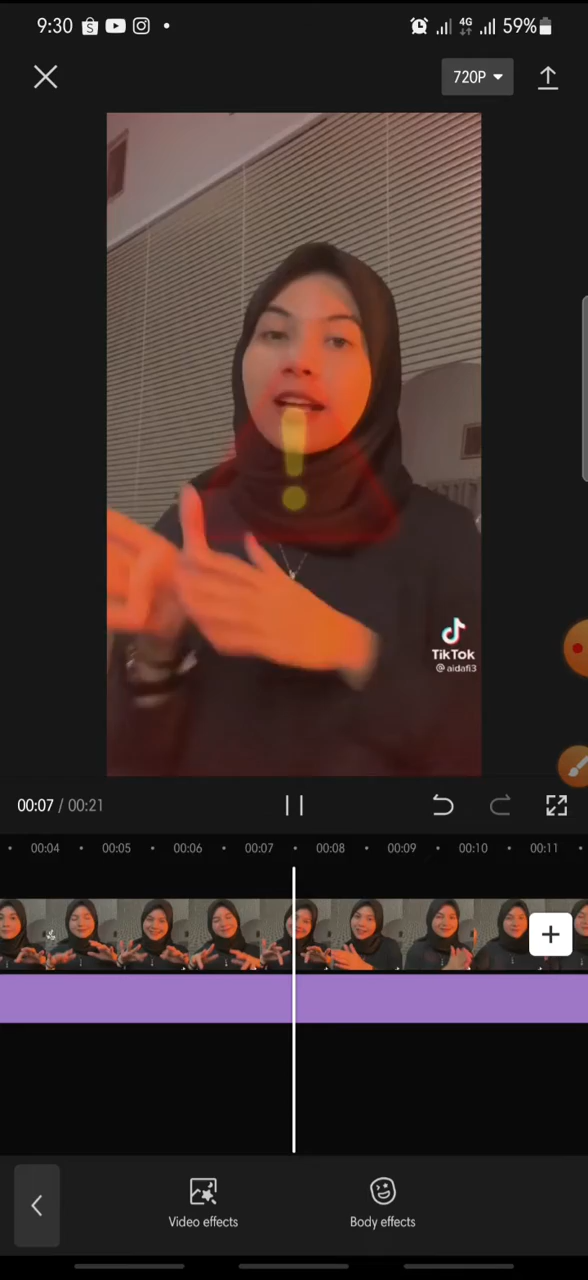 9:30
4G
59%
720P
TikTok
@aidafi3
00:07 / 00:21
00:04 00:05 00:06 00:07 00:08 00:09 00:10 00:11
Video effects
Body effects